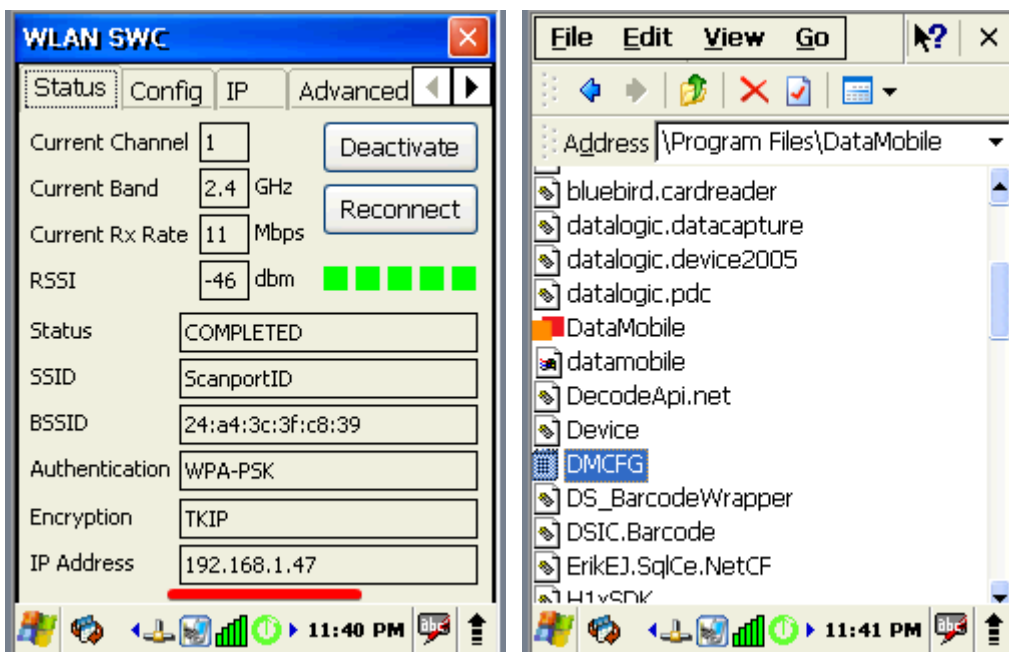 WLAN SWC
Status Config IP Advanced
Current Channel 1 Deactivate
Current Band 2.4 GHz
Reconnect
Current Rx Rate 11 Mbps
RSSI -46 dbm
Status COMPLETED
SSID ScanportID
BSSID 24:a4:3c:3f:c8:39
Authentication WPA-PSK
Encryption TKIP
IP Address 192.168.1.47
11:40 PM abc
File Edit View Go ?
Address \Program Files\DataMobile
bluebird.cardreader
datalogic.datacapture
datalogic.device2005
datalogic.pdc
DataMobile
datamobile
DecodeApi.net
Device
DMCFG
DS_BarcodeWrapper
DSIC.Barcode
ErikEJ.SqlCe.NetCF
H1xSDK
11:41 PM abc